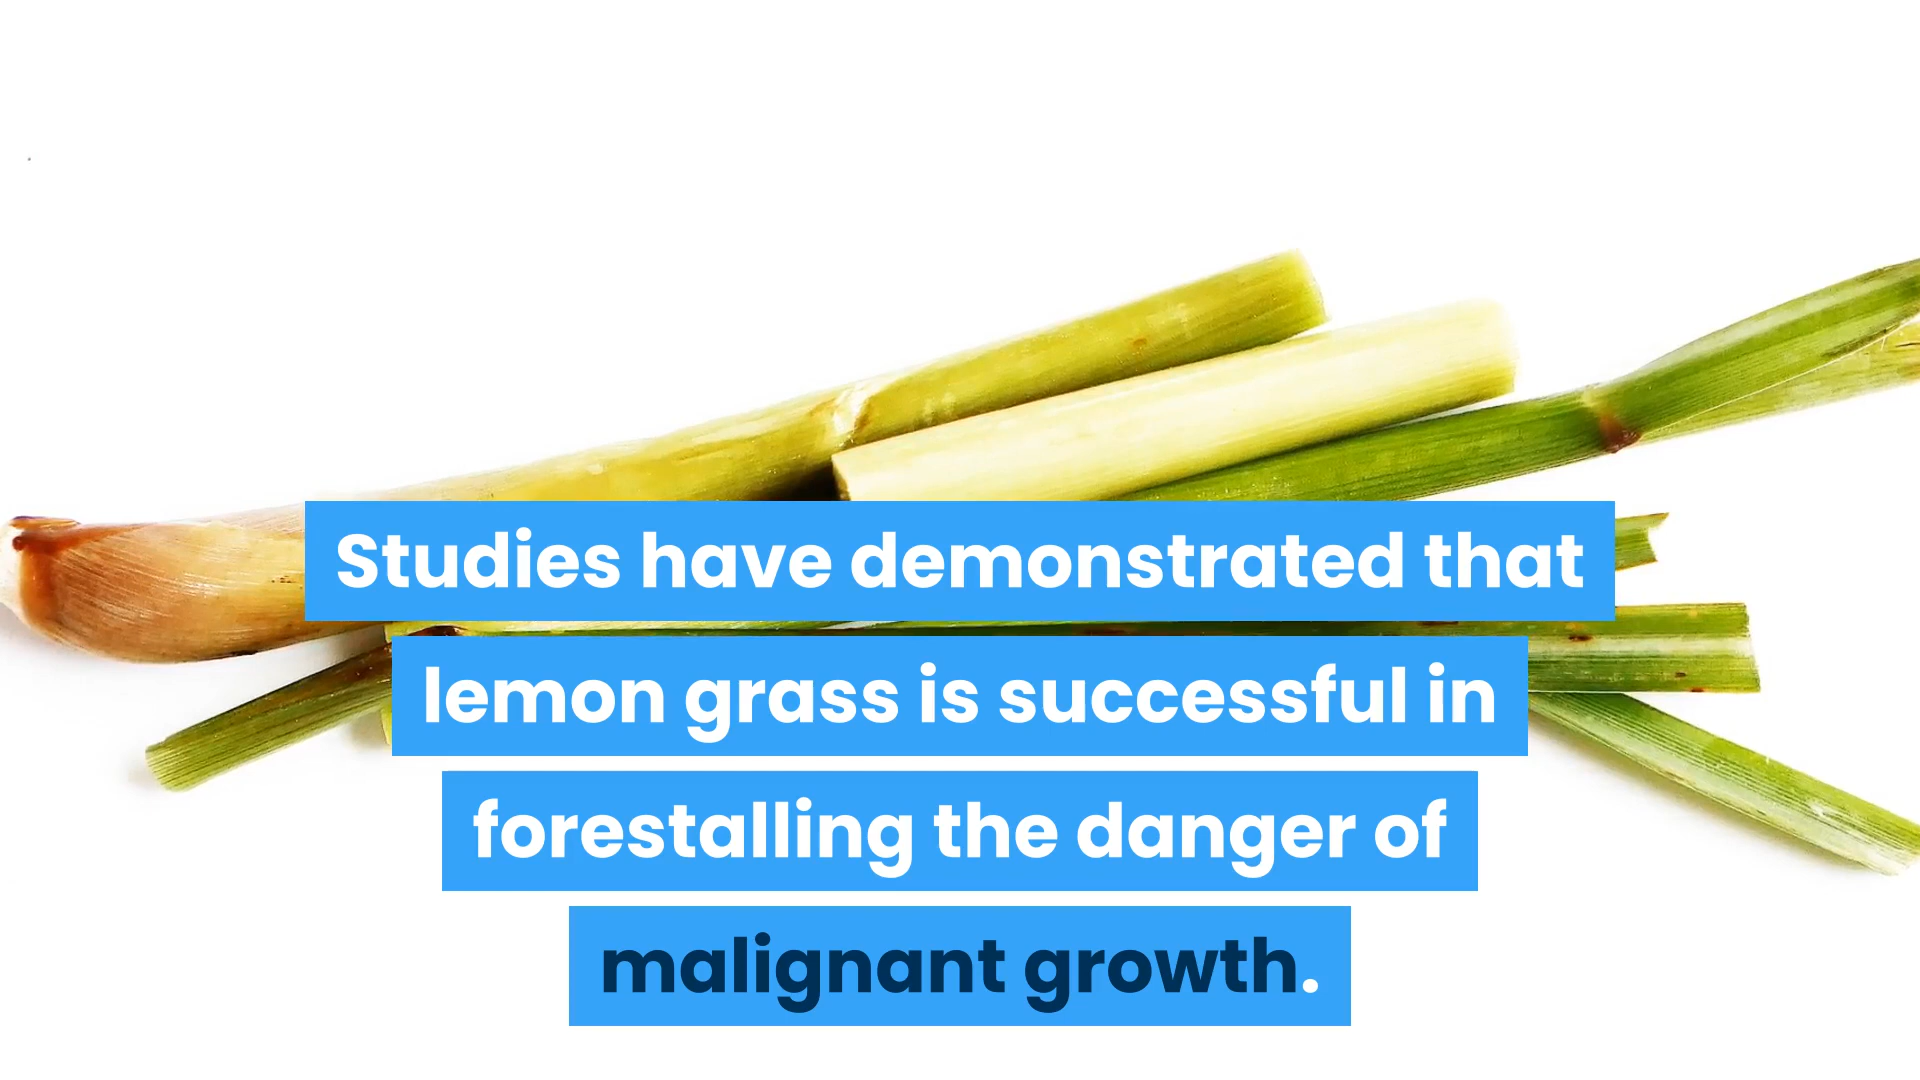 Studies have demonstrated that
lemon grass is successful in
forestalling the danger of
malignant growth.